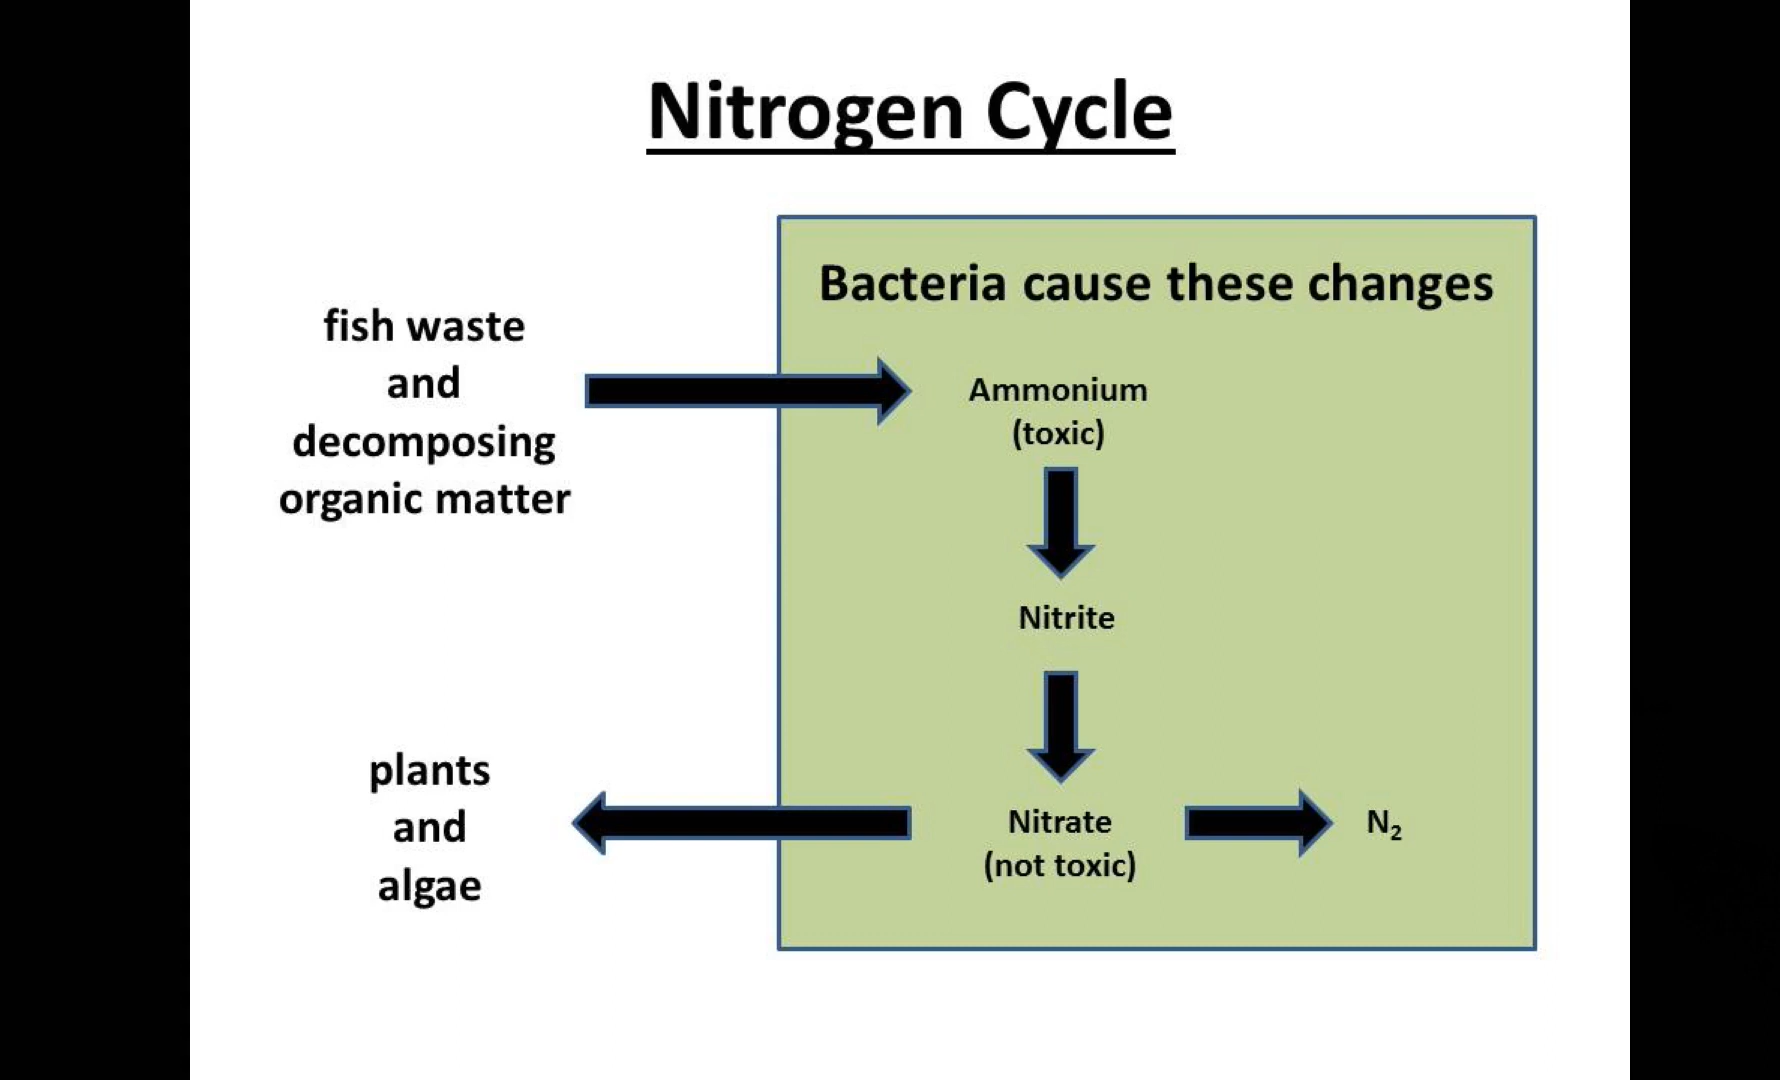 Nitrogen Cycle
Bacteria cause these changes
fish waste
and
decomposing
organic matter
Ammonium
(toxic)
Nitrite
plants
and
algae
Nitrate
(not toxic)
N₂